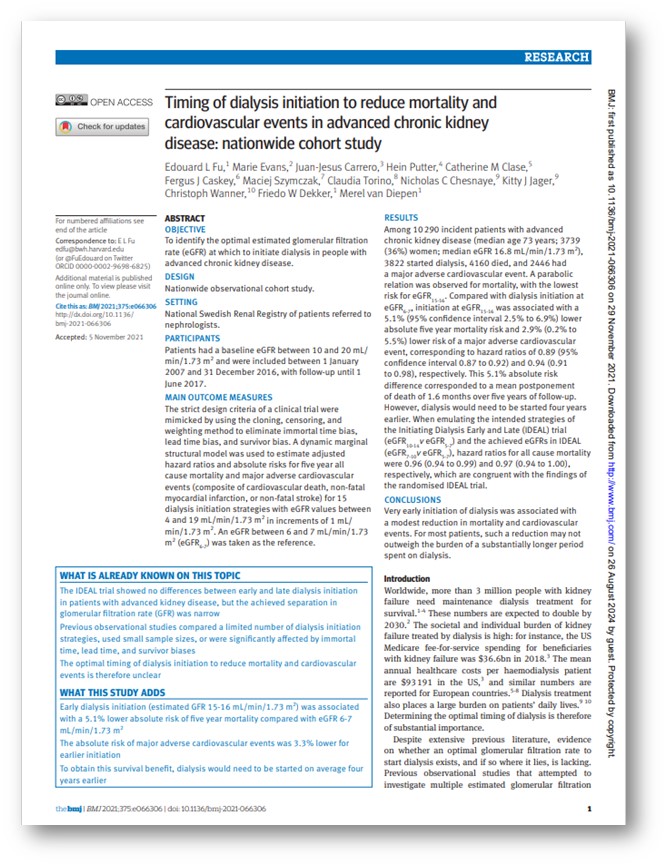 RESEARCH
OPEN ACCESS
Check for updates
Timing of dialysis initiation to reduce mortality and
cardiovascular events in advanced chronic kidney
disease: nationwide cohort study
Edouard L Fu,1 Marie Evans,2 Juan-Jesus Carrero,3 Hein Putter,4 Catherine M Clase,5
Fergus J Caskey,6 Maciej Szymczak,7 Claudia Torino,8 Nicholas C Chesnaye,9 Kitty J Jager,9
Christoph Wanner,10 Friedo W Dekker,1 Merel van Diepen1
For numbered affiliations see
end of the article
Correspondence to: E L Fu
edfu@bwh.harvard.edu
(or @FuEdouard on Twitter
ORCID 0000-0002-9698-6825)
Additional material is published
online only. To view please visit
the journal online.
Cite this as: BMJ 2021;375:e066306
http://dx.doi.org/10.1136/
bmj-2021-066306
Accepted: 5 November 2021
ABSTRACT
OBJECTIVE
To identify the optimal estimated glomerular filtration
rate (eGFR) at which to initiate dialysis in people with
advanced chronic kidney disease.
DESIGN
Nationwide observational cohort study.
SETTING
National Swedish Renal Registry of patients referred to
nephrologists.
PARTICIPANTS
Patients had a baseline eGFR between 10 and 20 mL/
min/1.73 m2 and were included between 1 January
2007 and 31 December 2016, with follow-up until 1
June 2017.
MAIN OUTCOME MEASURES
The strict design criteria of a clinical trial were
mimicked by using the cloning, censoring, and
weighting method to eliminate immortal time bias,
lead time bias, and survivor bias. A dynamic marginal
structural model was used to estimate adjusted
hazard ratios and absolute risks for five year all
cause mortality and major adverse cardiovascular
events (composite of cardiovascular death, non-fatal
myocardial infarction, or non-fatal stroke) for 15
dialysis initiation strategies with eGFR values between
4 and 19 mL/min/1.73 m2 in increments of 1 mL/
min/1.73 m2. An eGFR between 6 and 7 mL/min/1.73
m2 (eGFR6-7) was taken as the reference.
RESULTS
Among 10 290 incident patients with advanced
chronic kidney disease (median age 73 years; 3739
(36%) women; median eGFR 16.8 mL/min/1.73 m2),
3822 started dialysis, 4160 died, and 2446 had
a major adverse cardiovascular event. A parabolic
relation was observed for mortality, with the lowest
risk for eGFR15-16. Compared with dialysis initiation at
eGFR6-7, initiation at eGFR15-16 was associated with a
5.1% (95% confidence interval 2.5% to 6.9%) lower
absolute five year mortality risk and 2.9% (0.2% to
5.5%) lower risk of a major adverse cardiovascular
event, corresponding to hazard ratios of 0.89 (95%
confidence interval 0.87 to 0.92) and 0.94 (0.91
to 0.98), respectively. This 5.1% absolute risk
difference corresponded to a mean postponement
of death of 1.6 months over five years of follow-up.
However, dialysis would need to be started four years
earlier. When emulating the intended strategies of
the Initiating Dialysis Early and Late (IDEAL) trial
(eGFR10-14 v eGFR5-7) and the achieved eGFRs in IDEAL
(eGFR7-10 v eGFR5-7), hazard ratios for all cause mortality
were 0.96 (0.94 to 0.99) and 0.97 (0.94 to 1.00),
respectively, which are congruent with the findings of
the randomised IDEAL trial.
CONCLUSIONS
Very early initiation of dialysis was associated with
a modest reduction in mortality and cardiovascular
events. For most patients, such a reduction may not
outweigh the burden of a substantially longer period
spent on dialysis.
WHAT IS ALREADY KNOWN ON THIS TOPIC
The IDEAL trial showed no differences between early and late dialysis initiation
in patients with advanced kidney disease, but the achieved separation in
glomerular filtration rate (GFR) was narrow
Previous observational studies compared a limited number of dialysis initiation
strategies, used small sample sizes, or were significantly affected by immortal
time, lead time, and survivor biases
The optimal timing of dialysis initiation to reduce mortality and cardiovascular
events is therefore unclear
WHAT THIS STUDY ADDS
Early dialysis initiation (estimated GFR 15-16 mL/min/1.73 m2) was associated
with a 5.1% lower absolute risk of five year mortality compared with eGFR 6-7
mL/min/1.73 m2
The absolute risk of major adverse cardiovascular events was 3.3% lower for
earlier initiation
To obtain this survival benefit, dialysis would need to be started on average four
years earlier
Introduction
Worldwide, more than 3 million people with kidney
failure need maintenance dialysis treatment for
survival.1-4 These numbers are expected to double by
2030.2 The societal and individual burden of kidney
failure treated by dialysis is high: for instance, the US
Medicare fee-for-service spending for beneficiaries
with kidney failure was $36.6bn in 2018.3 The mean
annual healthcare costs per haemodialysis patient
are $93 191 in the US,3 and similar numbers are
reported for European countries.5-8 Dialysis treatment
also places a large burden on patients' daily lives.9 10
Determining the optimal timing of dialysis is therefore
of substantial importance.
Despite extensive previous literature, evidence
on whether an optimal glomerular filtration rate to
start dialysis exists, and if so where it lies, is lacking.
Previous observational studies that attempted to
investigate multiple estimated glomerular filtration
the bmj | BMJ 2021;375:e066306 | doi: 10.1136/bmj-2021-066306
1
BMJ: first published as 10.1136/bmj-2021-066306 on 29 November 2021. Downloaded from http://www.bmj.com/ on 26 August 2024 by guest. Protected by copyright.